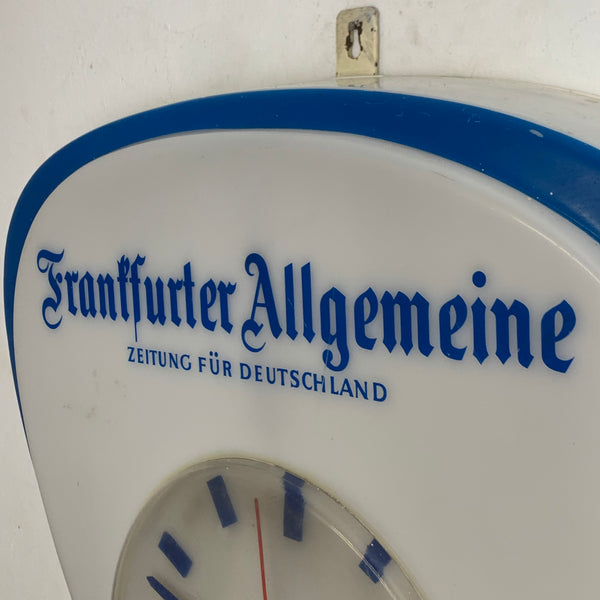 Frankfurter Allgemeine
ZEITUNG FÜR DEUTSCHLAND